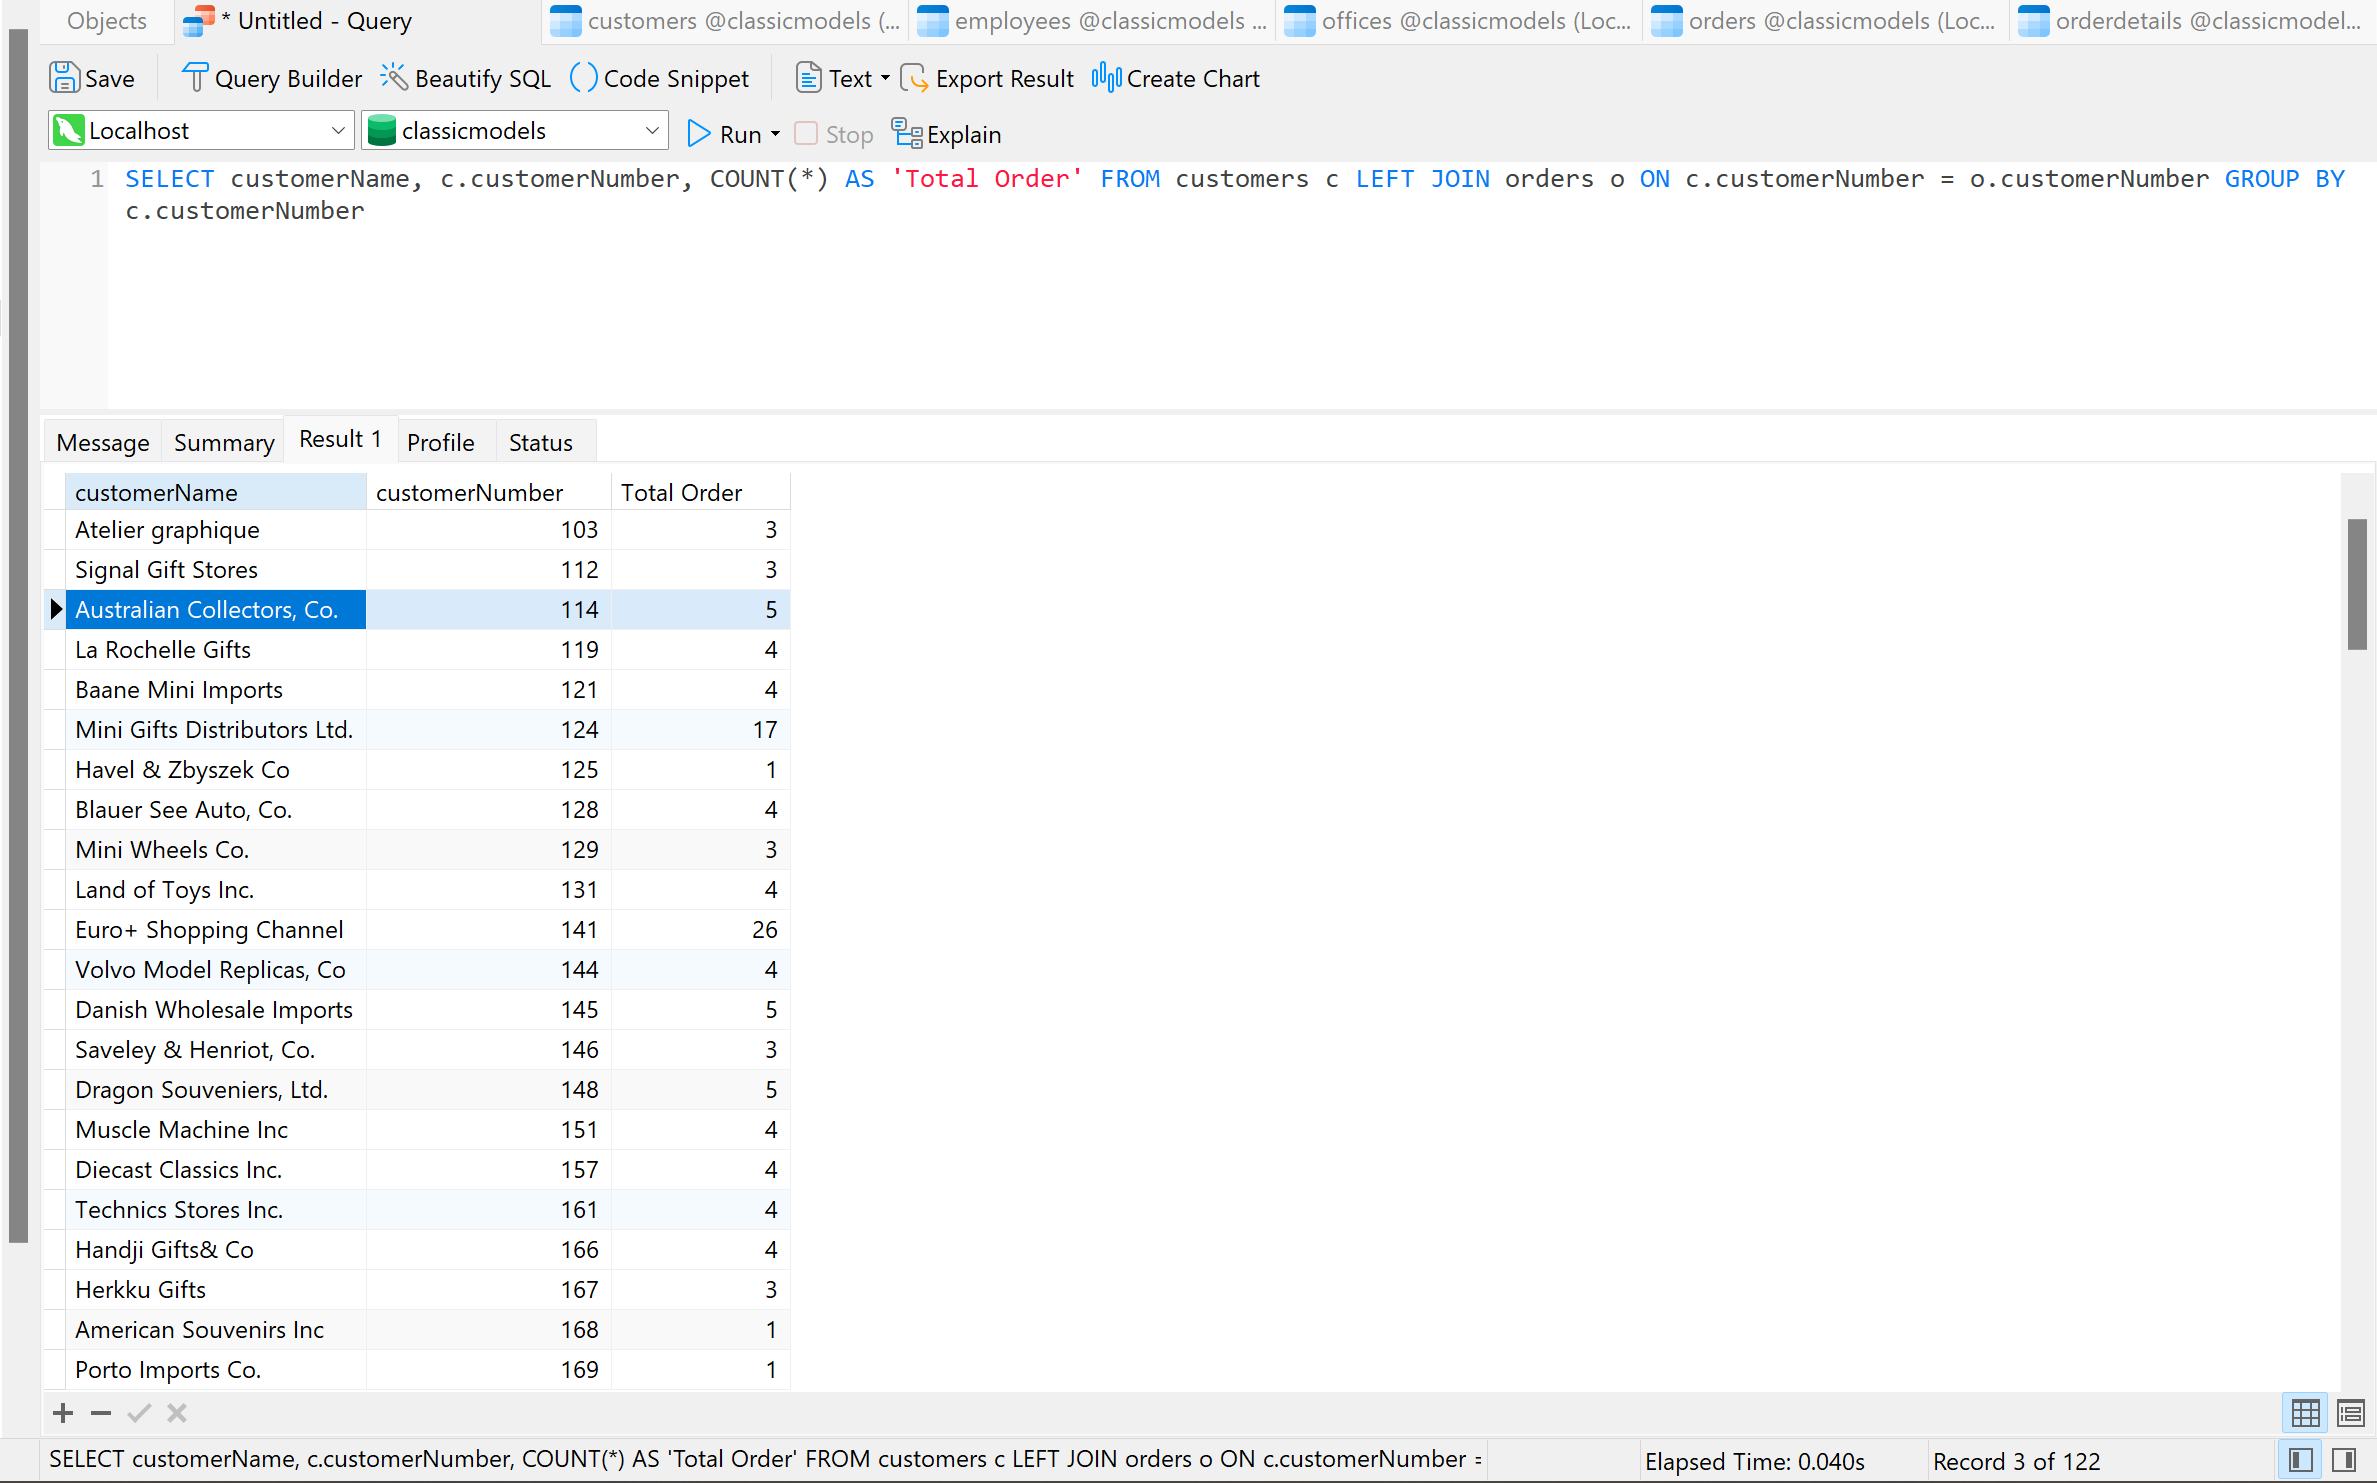 Objects * Untitled - Query customers @classicmodels (... employees @classicmodels ... offices @classicmodels (Loc... orders @classicmodels (Loc... orderdetails @classicmodel...
Save Query Builder Beautify SQL Code Snippet Text Export Result Create Chart
Localhost classicmodels Run Stop Explain
1 SELECT customerName, c.customerNumber, COUNT(*) AS 'Total Order' FROM customers c LEFT JOIN orders o ON c.customerNumber = o.customerNumber GROUP BY
c.customerNumber
Message Summary Result 1 Profile Status
customerName customerNumber Total Order
Atelier graphique 103 3
Signal Gift Stores 112 3
Australian Collectors, Co. 114 5
La Rochelle Gifts 119 4
Baane Mini Imports 121 4
Mini Gifts Distributors Ltd. 124 17
Havel & Zbyszek Co 125 1
Blauer See Auto, Co. 128 4
Mini Wheels Co. 129 3
Land of Toys Inc. 131 4
Euro+ Shopping Channel 141 26
Volvo Model Replicas, Co 144 4
Danish Wholesale Imports 145 5
Saveley & Henriot, Co. 146 3
Dragon Souveniers, Ltd. 148 5
Muscle Machine Inc 151 4
Diecast Classics Inc. 157 4
Technics Stores Inc. 161 4
Handji Gifts& Co 166 4
Herkku Gifts 167 3
American Souvenirs Inc 168 1
Porto Imports Co. 169 1
SELECT customerName, c.customerNumber, COUNT(*) AS 'Total Order' FROM customers c LEFT JOIN orders o ON c.customerNumber = Elapsed Time: 0.040s Record 3 of 122